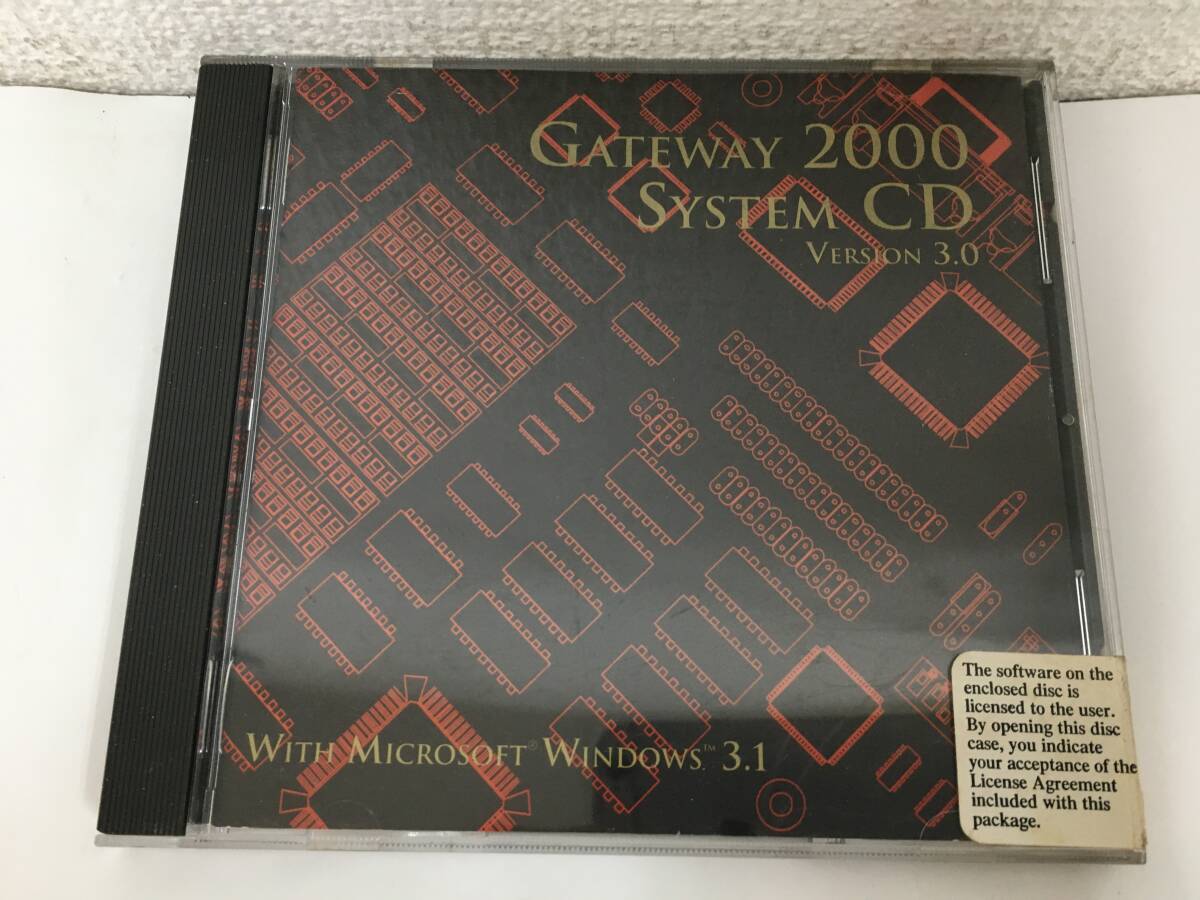 GATEWAY 2000
SYSTEM CD
VERSION 3.0
WITH MICROSOFT® WINDOWS™ 3.1
The software on the
enclosed disc is
licensed to the user.
By opening this disc
case, you indicate
your acceptance of the
License Agreement
included with this
package.